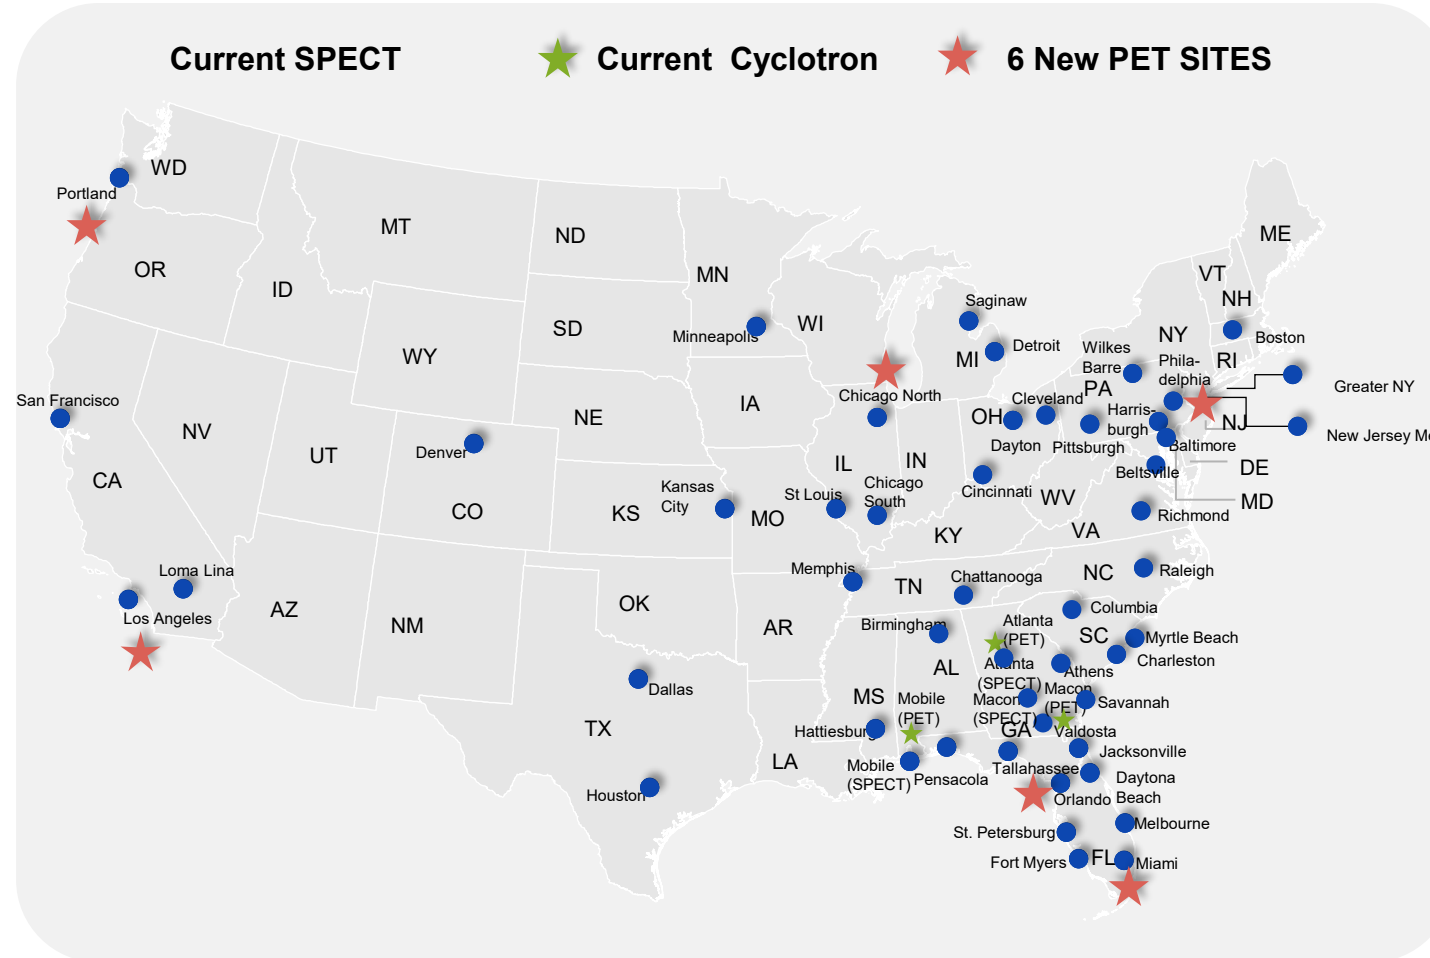 Current SPECT
Current Cyclotron
6 New PET SITES
WD
Portland
OR
MT
ID
ND
MN
WI
SD
WY
Minneapolis
Saginaw
MI
Detroit
ME
VT
NH
NY
Boston
RI
Wilkes
Barre
Phila-
delphia
PA
Greater NY
New Jersey Me
NJ
San Francisco
NV
CA
UT
Denver
CO
NE
IA
Chicago North
IL
IN
OH
Cleveland
Dayton
Pittsburgh
Harris-
burgh
Baltimore
Beltsville
DE
MD
Cincinnati
WV
Kansas
City
KS
MO
St Louis
Chicago
South
KY
VA
Richmond
Loma Lina
Los Angeles
AZ
NM
OK
AR
Memphis
TN
Chattanooga
NC
Raleigh
Columbia
Birmingham
Atlanta
(PET)
SC
Myrtle Beach
Charleston
AL
Atlanta
(SPECT)
Athens
Dallas
TX
MS
Mobile
(PET)
Macon
(SPECT)
Macon
(PET)
Savannah
Hattiesburg
GA
Valdosta
LA
Mobile
(SPECT)
Pensacola
Tallahassee
Jacksonville
Houston
Orlando
Daytona
Beach
St. Petersburg
Melbourne
Fort Myers
FL
Miami